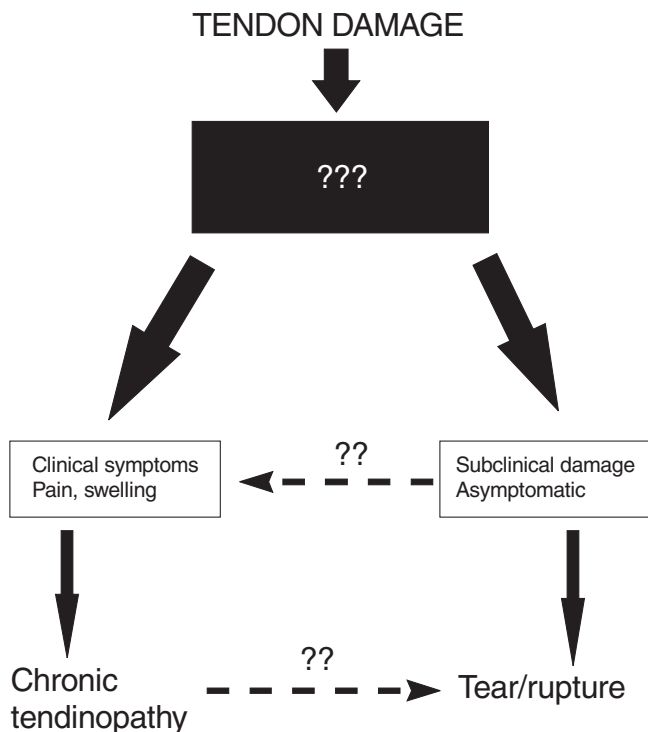 TENDON DAMAGE
???
Clinical symptoms
Pain, swelling
??
Subclinical damage
Asymptomatic
Chronic
tendinopathy
??
Tear/rupture